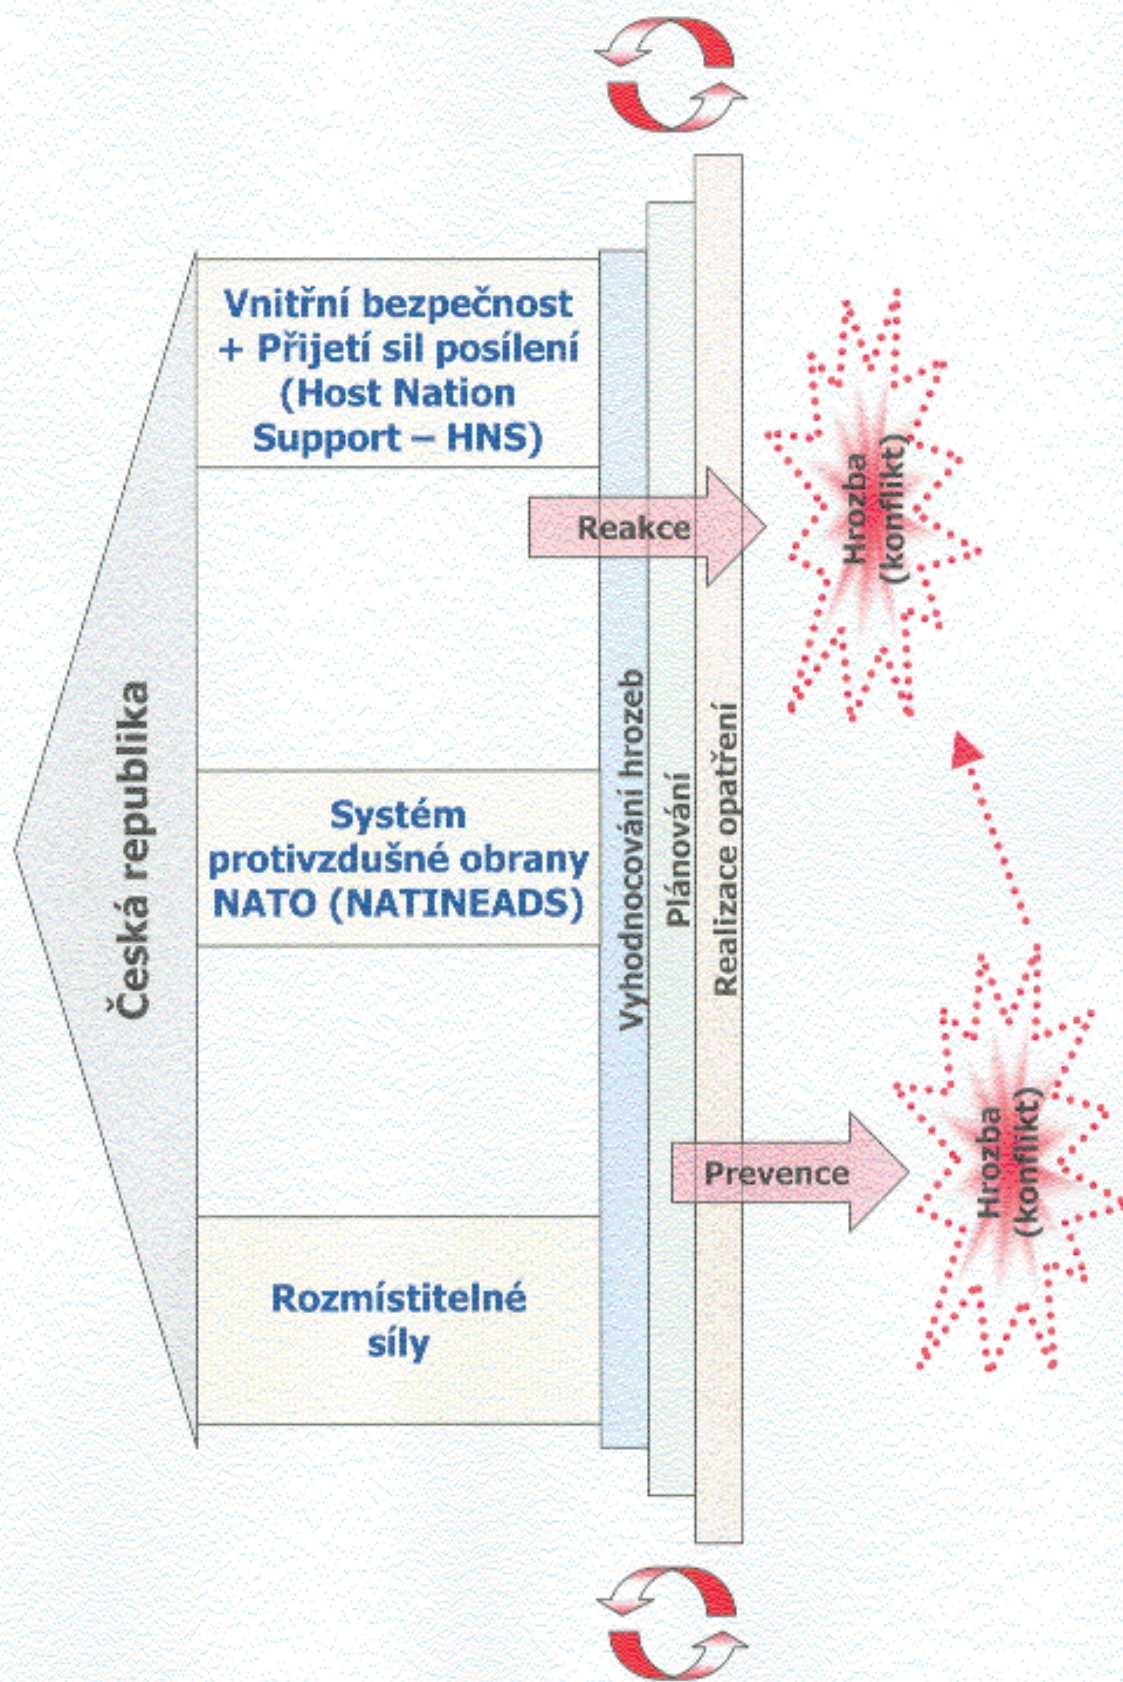 Česká republika
Vnitřní bezpečnost
+ Přijetí sil posílení
(Host Nation
Support – HNS)
Systém
protivzdušné obrany
NATO (NATINEADS)
Rozmístitelné
síly
Vyhodnocování hrozeb
Plánování
Realizace opatření
Reakce
Prevence
Hrozba
(konflikt)
Hrozba
(konflikt)